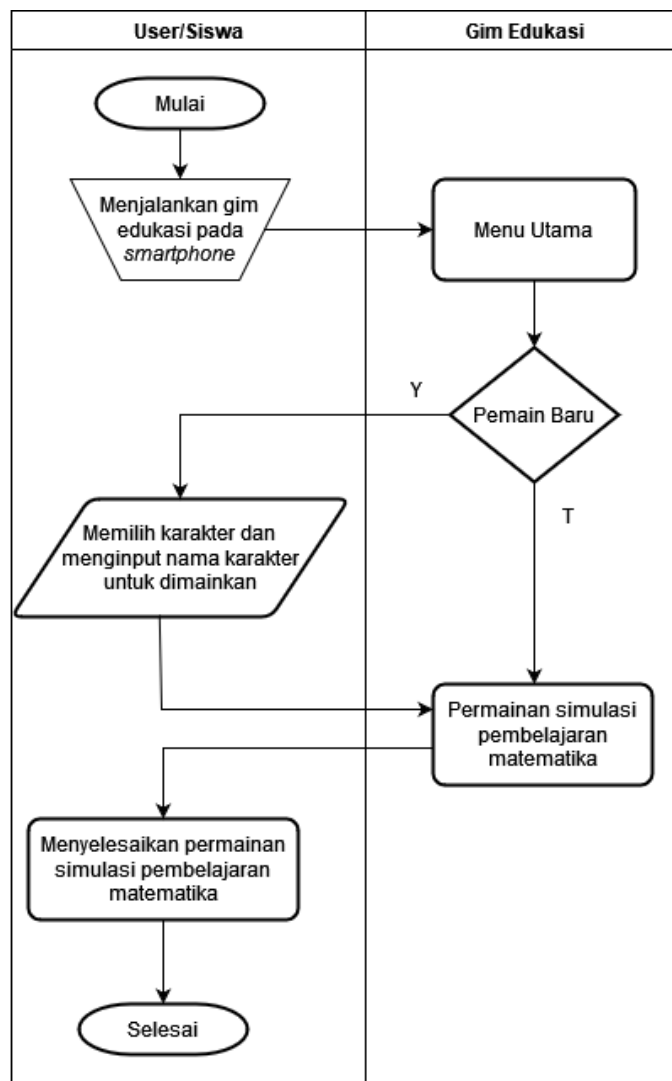 User/Siswa
Gim Edukasi
Mulai
Menjalankan gim
edukasi pada
smartphone
Menu Utama
Pemain Baru
Y
T
Memilih karakter dan
menginput nama karakter
untuk dimainkan
Permainan simulasi
pembelajaran
matematika
Menyelesaikan permainan
simulasi pembelajaran
matematika
Selesai